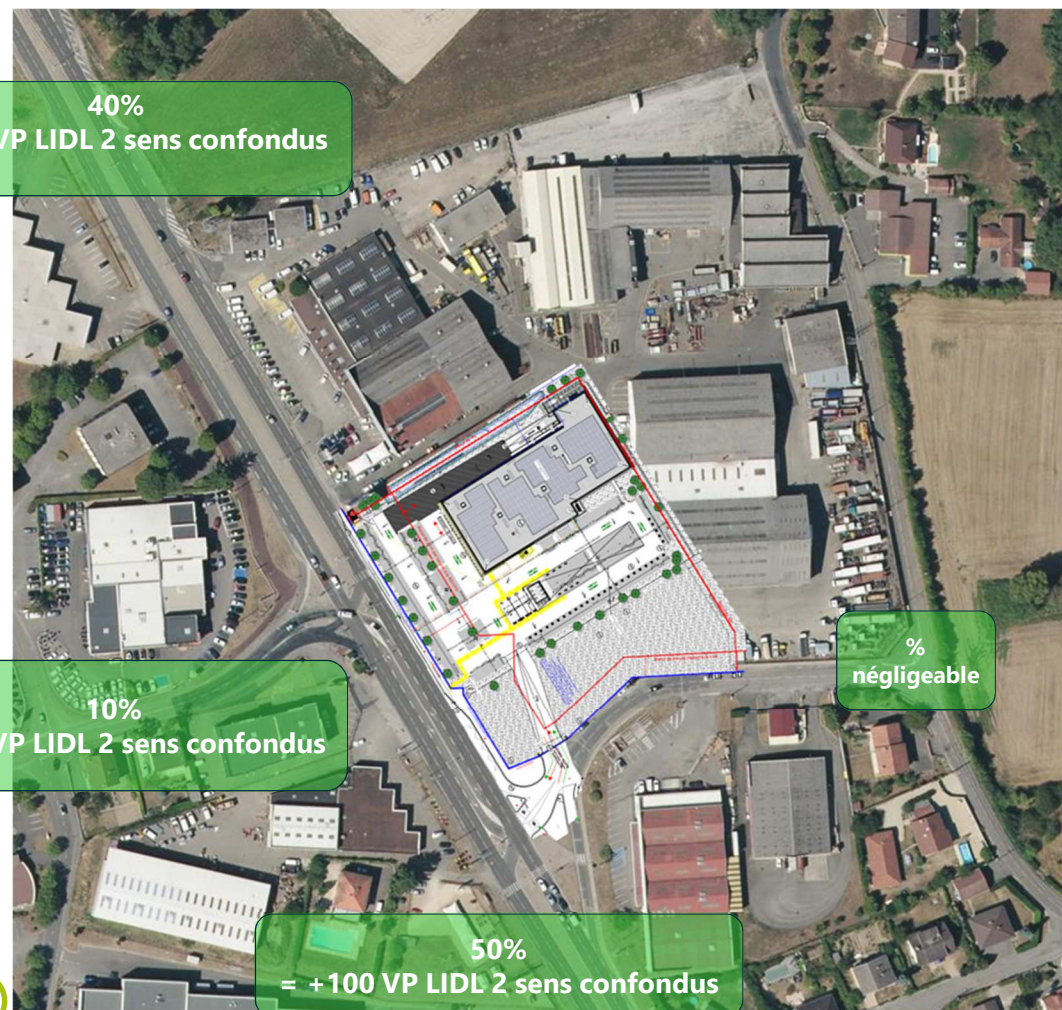 40%
VP LIDL 2 sens confondus
%
négligeable
10%
VP LIDL 2 sens confondus
50%
= +100 VP LIDL 2 sens confondus